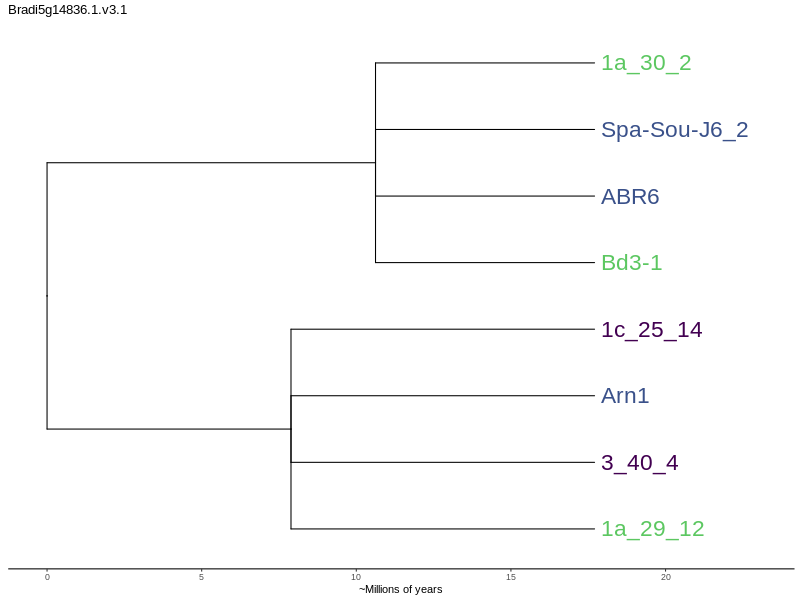 Bradi5g14836.1.v3.1
1a_30_2
Spa-Sou-J6_2
ABR6
Bd3-1
1c_25_14
Arn1
3_40_4
1a_29_12
0 5 10 15 20
~Millions of years